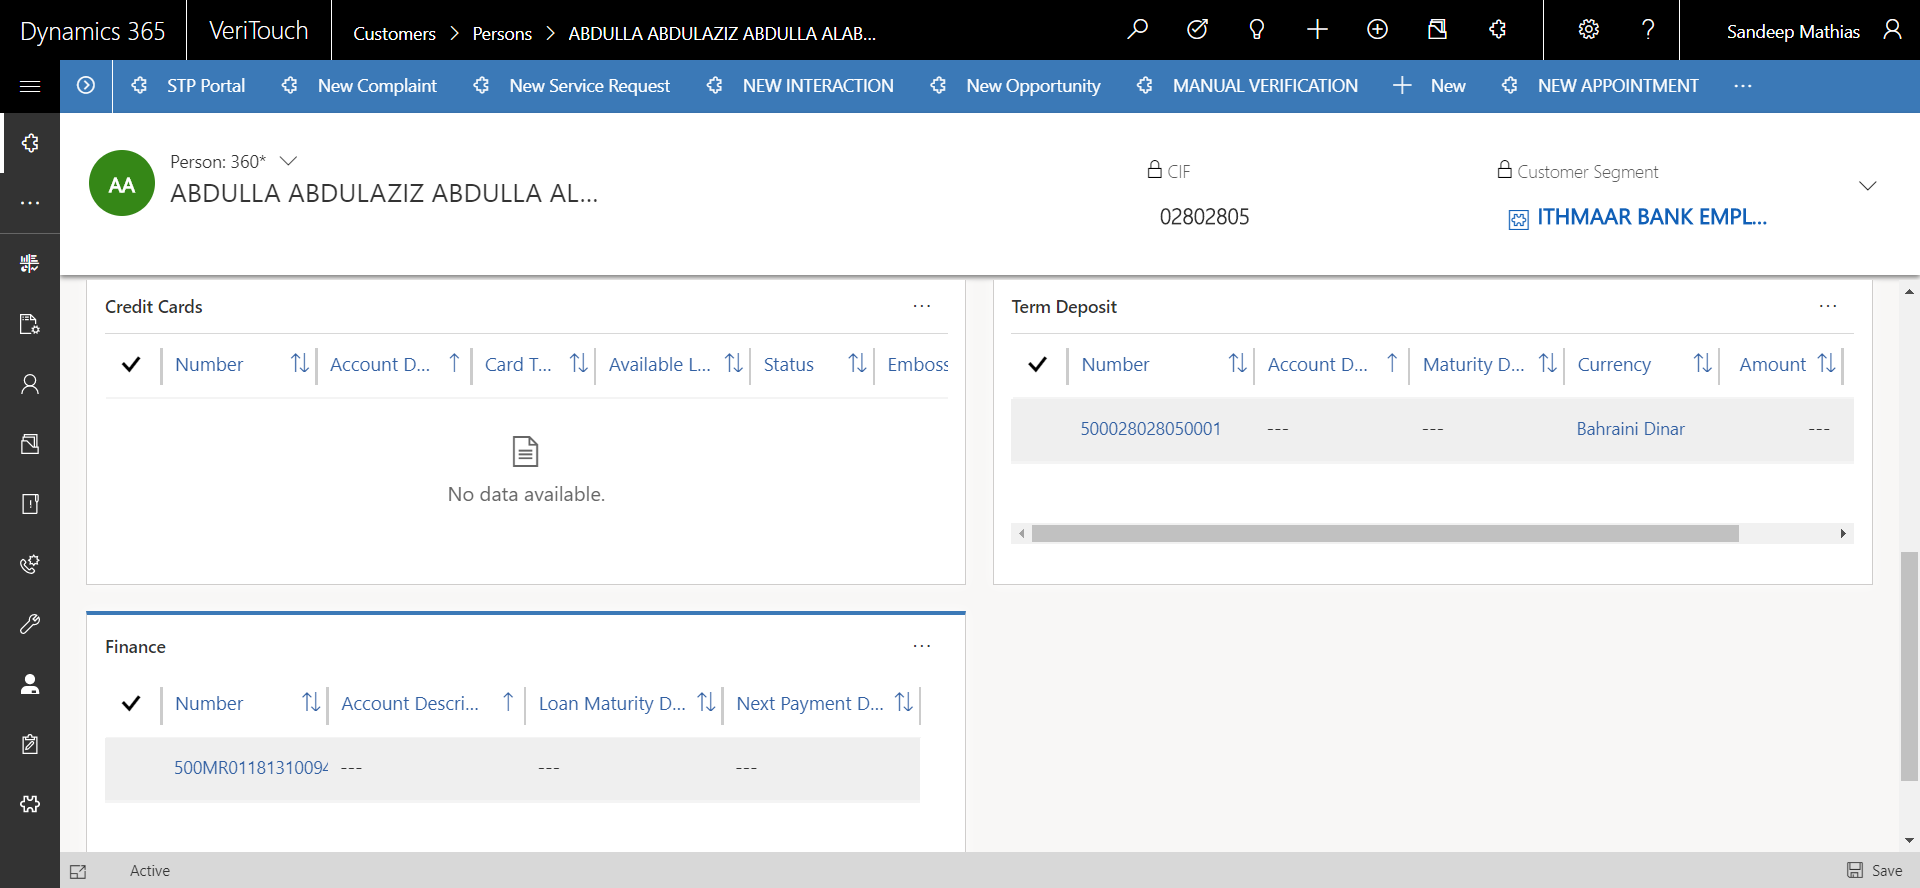 Dynamics 365 VeriTouch Customers > Persons > ABDULLA ABDULAZIZ ABDULLA ALAB... Sandeep Mathias
STP Portal New Complaint New Service Request NEW INTERACTION New Opportunity MANUAL VERIFICATION New NEW APPOINTMENT ...
Person: 360*
ABDULLA ABDULAZIZ ABDULLA AL...
AA
CIF
02802805
Customer Segment
ITHMAAR BANK EMPL...
Credit Cards ...
Number Account D... Card T... Available L... Status Emboss
No data available.
Term Deposit ...
Number Account D... Maturity D... Currency Amount
500028028050001 --- --- Bahraini Dinar ---
Finance ...
Number Account Descri... Loan Maturity D... Next Payment D...
500MR01181310094 --- --- ---
Active Save